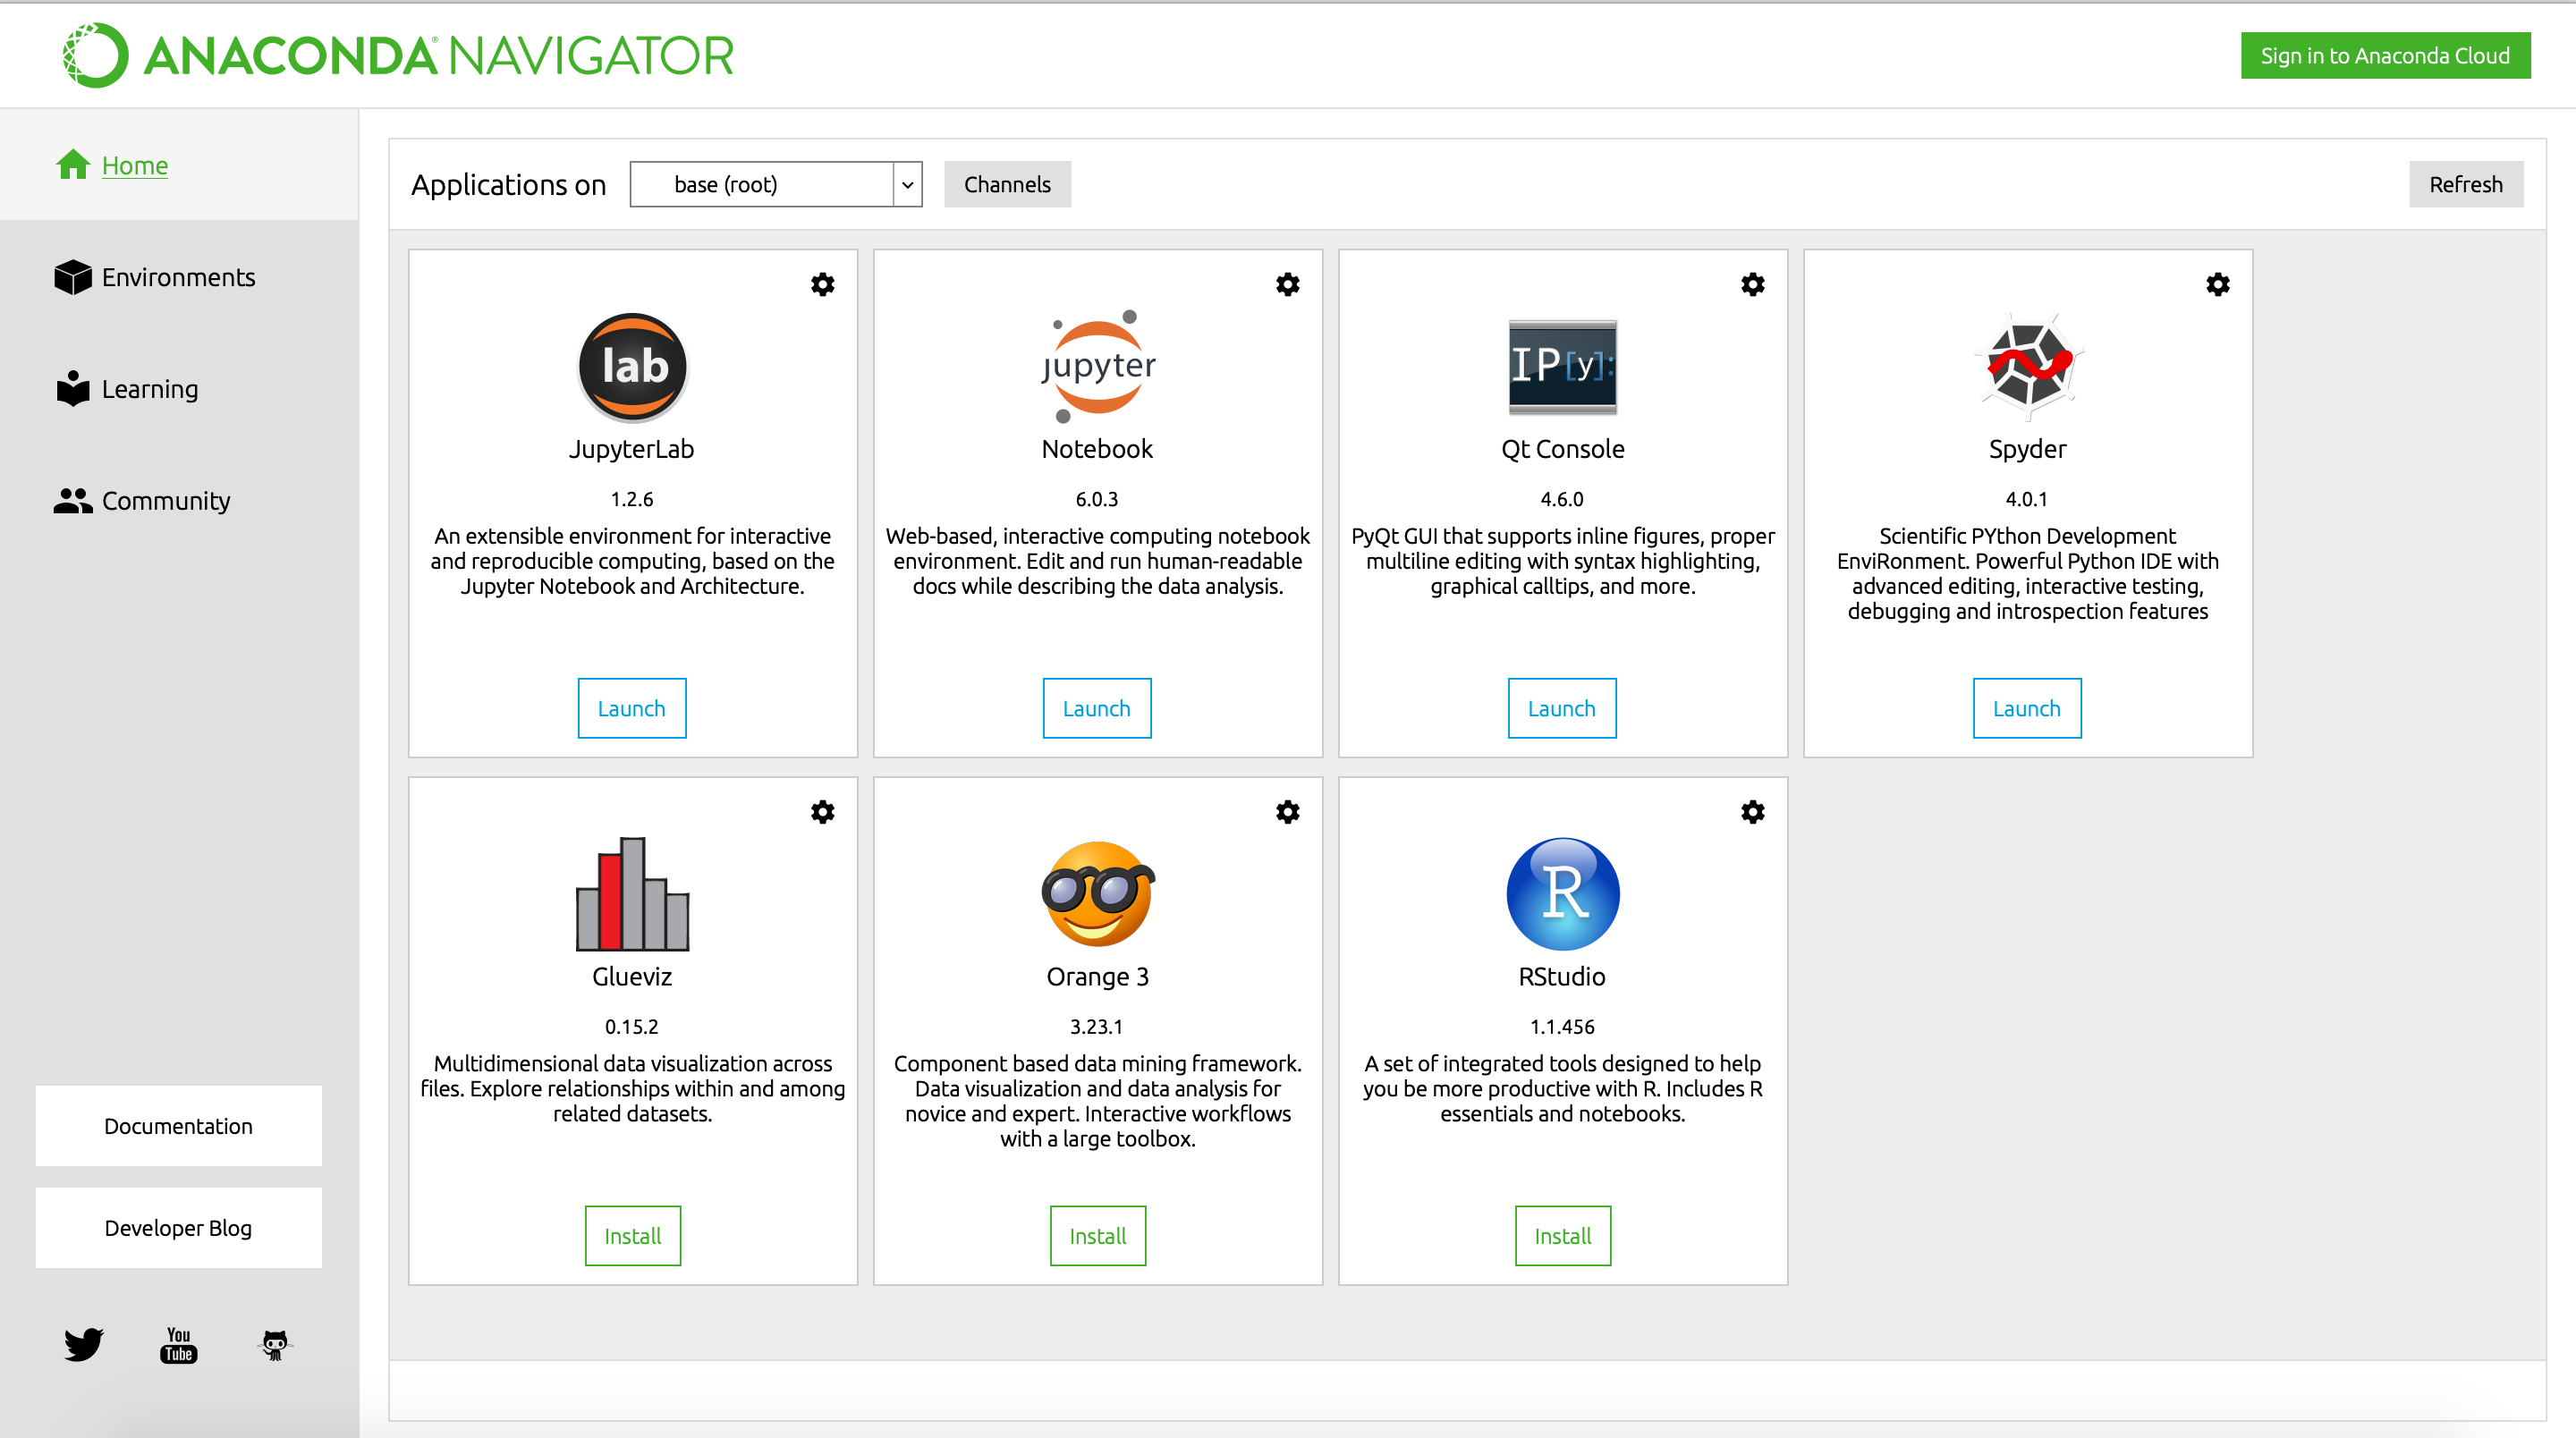 ANACONDA® NAVIGATOR
Sign in to Anaconda Cloud
Home
Environments
Learning
Community
Documentation
Developer Blog
You
Tube
Applications on
base (root)
Channels
Refresh
lab
JupyterLab
1.2.6
An extensible environment for interactive
and reproducible computing, based on the
Jupyter Notebook and Architecture.
Launch
jupyter
Notebook
6.0.3
Web-based, interactive computing notebook
environment. Edit and run human-readable
docs while describing the data analysis.
Launch
IP[y]:
Qt Console
4.6.0
PyQt GUI that supports inline figures, proper
multiline editing with syntax highlighting,
graphical calltips, and more.
Launch
Spyder
4.0.1
Scientific PYthon Development
EnviRonment. Powerful Python IDE with
advanced editing, interactive testing,
debugging and introspection features
Launch
Glueviz
0.15.2
Multidimensional data visualization across
files. Explore relationships within and among
related datasets.
Install
Orange 3
3.23.1
Component based data mining framework.
Data visualization and data analysis for
novice and expert. Interactive workflows
with a large toolbox.
Install
R
RStudio
1.1.456
A set of integrated tools designed to help
you be more productive with R. Includes R
essentials and notebooks.
Install